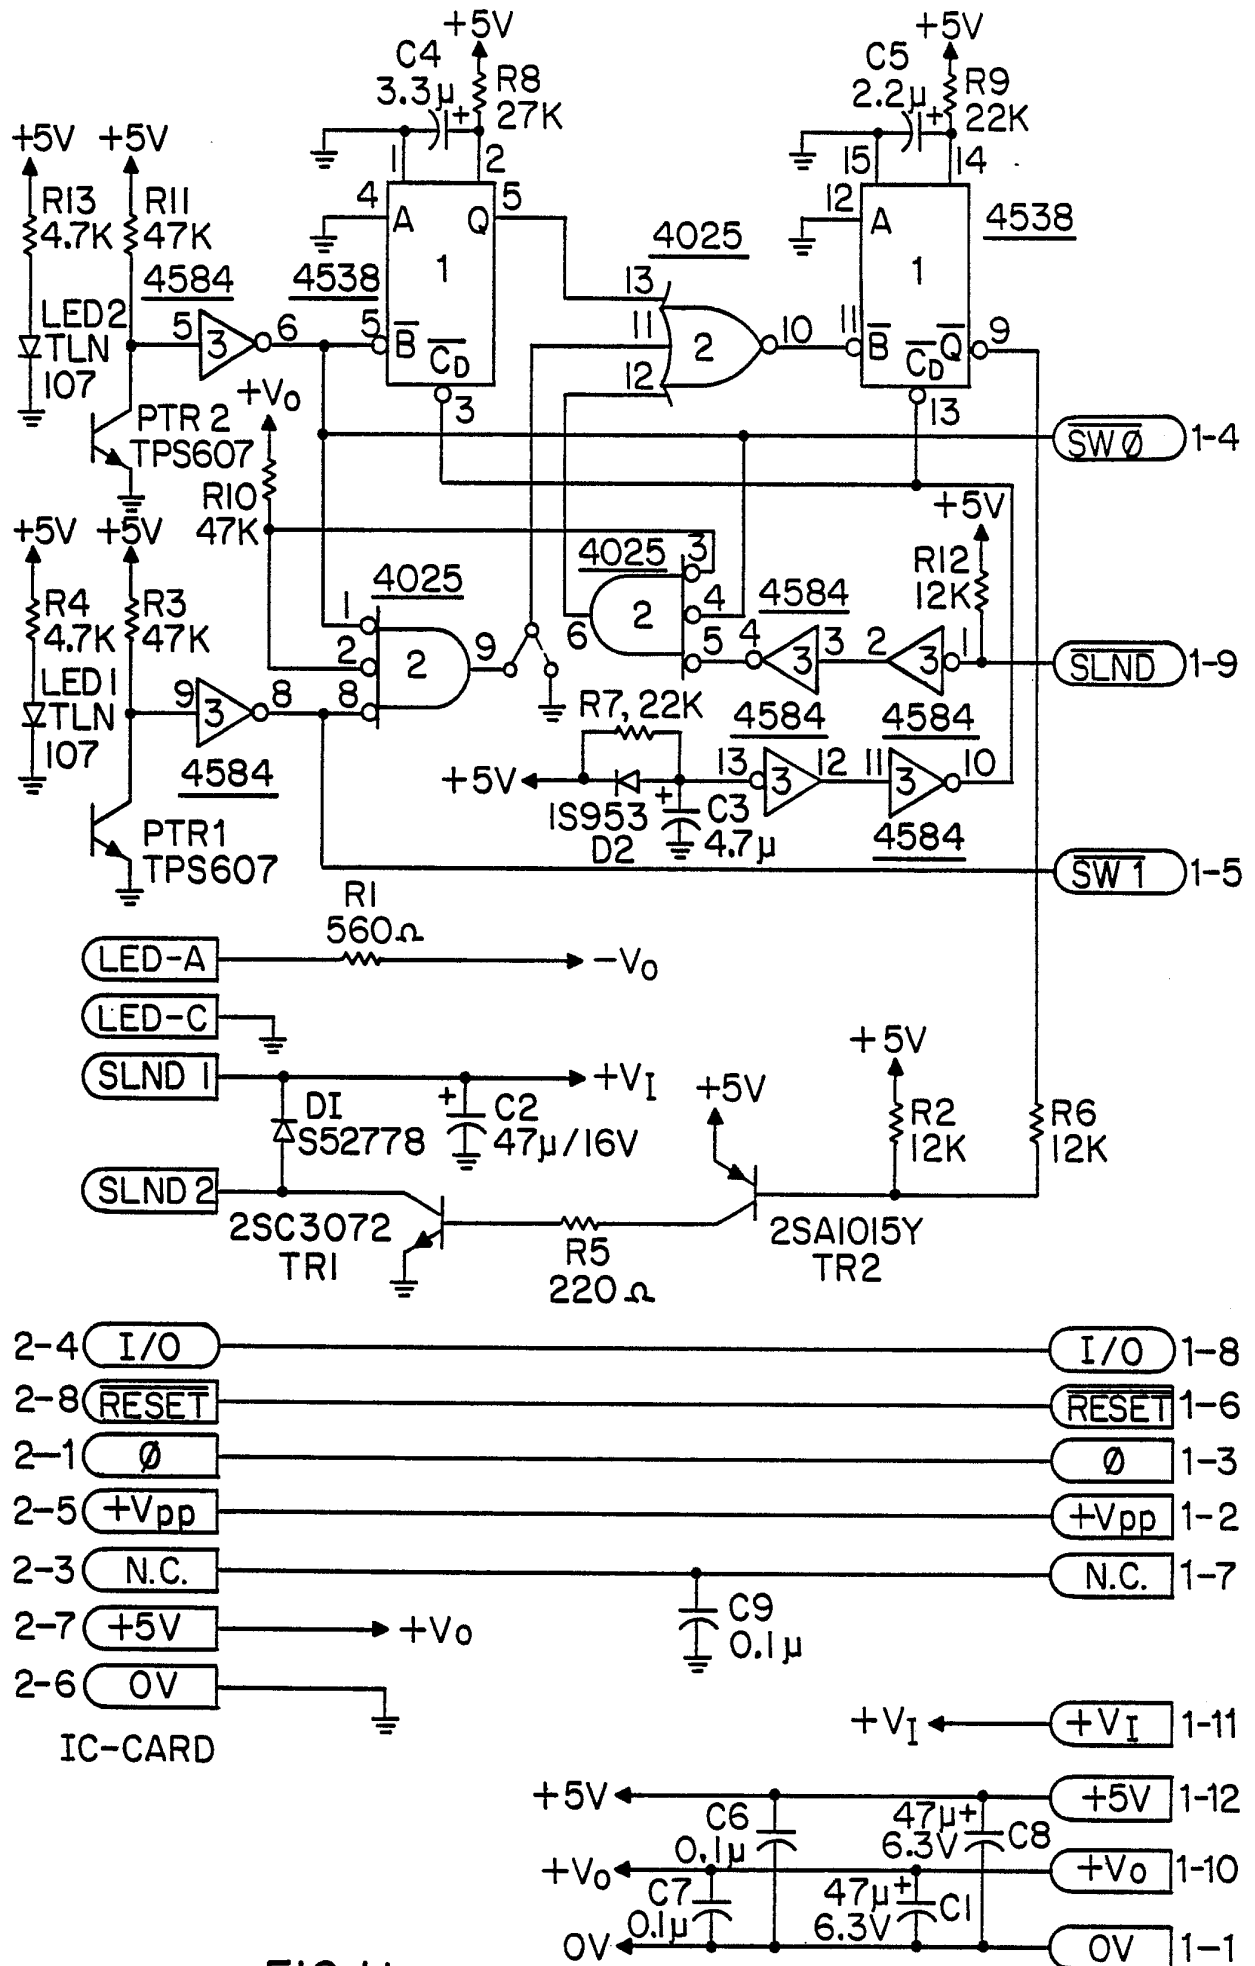 +5V
C4
3.3µ
+
R8
27K
+5V
C5
2.2µ
+
R9
22K
+5V
+5V
R13
4.7K
R11
47K
1
2
4
A
Q
5
1
4538
5
B̅
C̅D
3
15
14
12
A
1
4538
11
B̅
C̅D
Q̅
9
13
4584
5
3
6
LED2
TLN
107
PTR 2
TPS607
4025
13
11
12
2
10
+Vo
R10
47K
SW Ø
1-4
+5V
R12
12K
+5V
+5V
R4
4.7K
R3
47K
4025
1
2
8
2
9
4025
3
4
5
2
6
4584
4
3
3
2
3
1
SLND
1-9
LED1
TLN
107
9
3
8
4584
R7, 22K
4584
4584
+5V
13
3
12
11
3
10
4584
1S953
D2
+
C3
4.7µ
PTR1
TPS607
SW 1
1-5
R1
560Ω
LED-A
-Vo
LED-C
SLND 1
+VI
D1
S52778
+
C2
47µ/16V
+5V
+5V
R2
12K
R6
12K
SLND 2
2SC3072
TR1
R5
220Ω
2SA1015Y
TR2
2-4
I/O
I/O
1-8
2-8
RESET
RESET
1-6
2-1
Ø
Ø
1-3
2-5
+Vpp
+Vpp
1-2
2-3
N.C.
N.C.
1-7
C9
0.1µ
2-7
+5V
+Vo
2-6
0V
IC-CARD
+VI
+VI
1-11
+5V
+5V
1-12
C6
0.1µ
47µ+
6.3V
C8
+Vo
+Vo
1-10
C7
0.1µ
47µ+
6.3V
C1
0V
0V
1-1